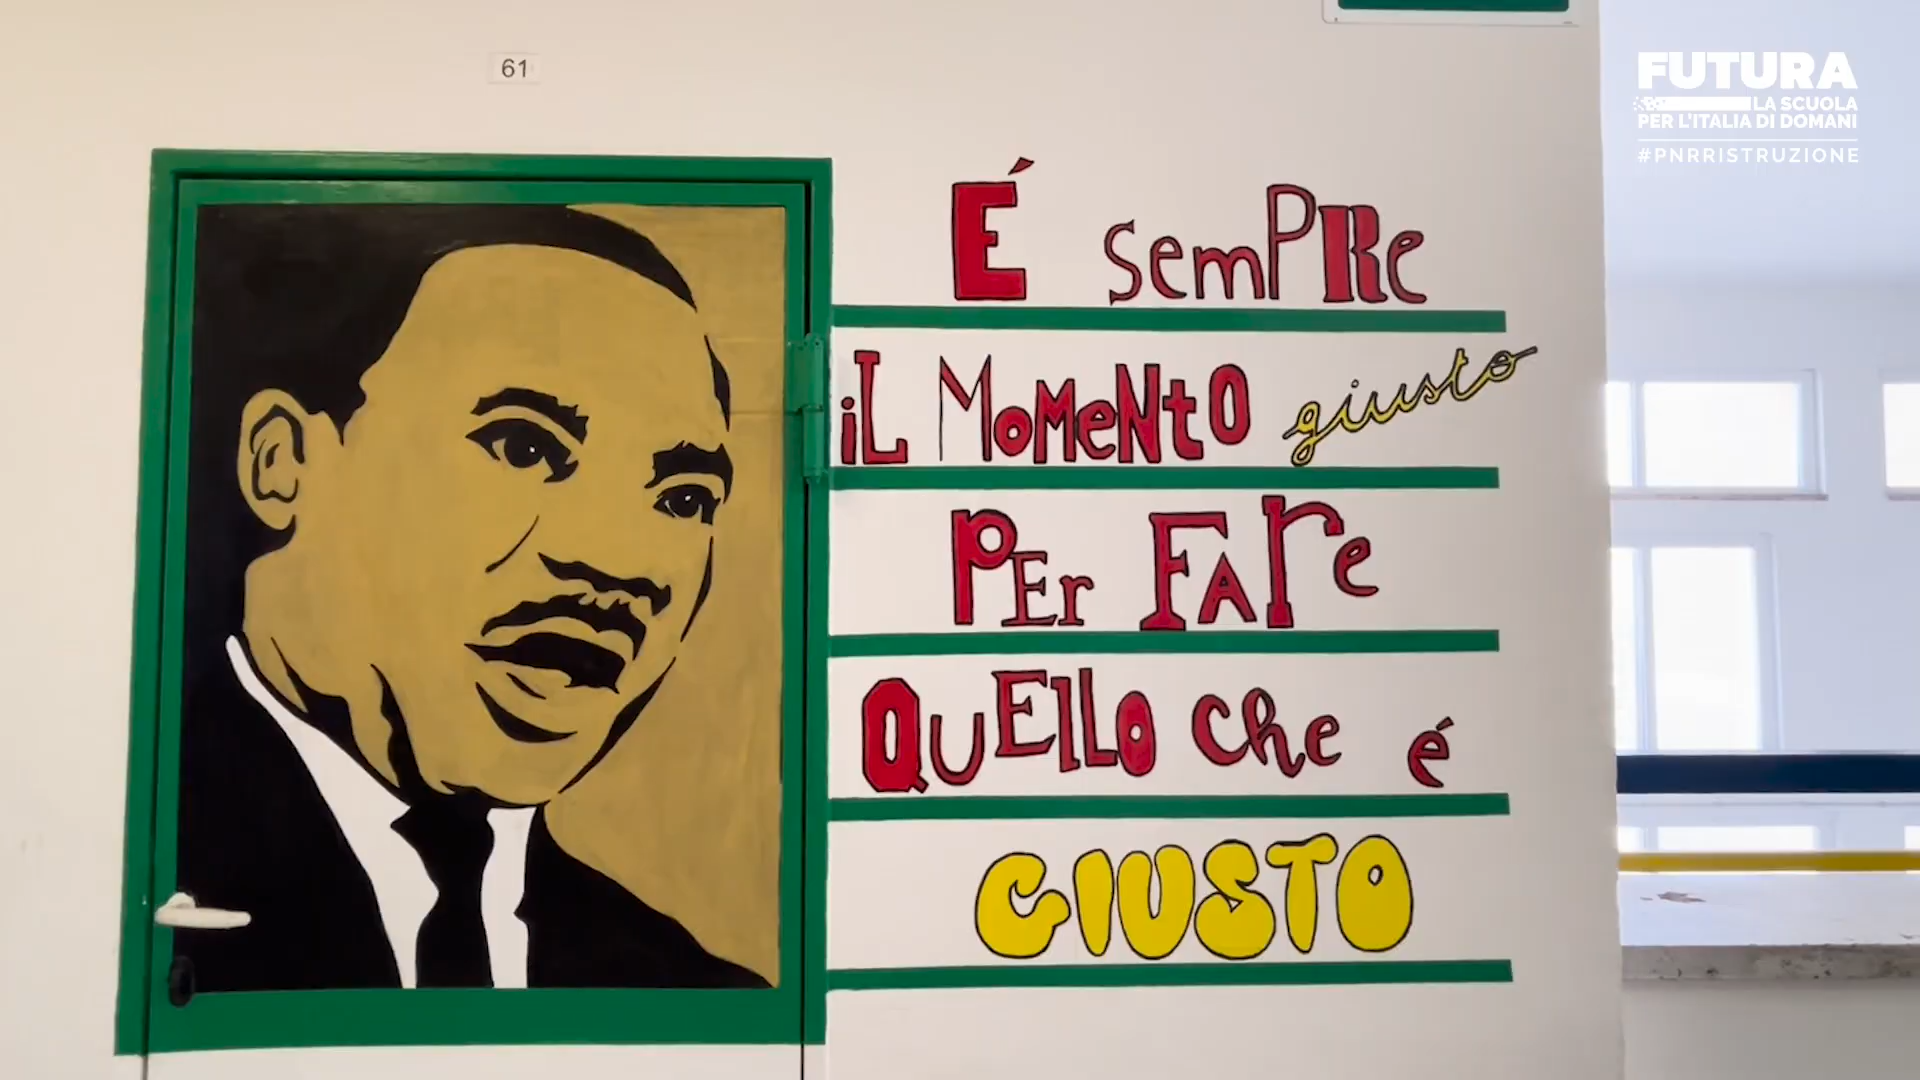 61
FUTURA
LA SCUOLA
PER L'ITALIA DI DOMANI
#PNRRISTRUZIONE
É semPRe
iL MoMeNtO giusto
PEr FAre
QuEllo che é
GIUSTO